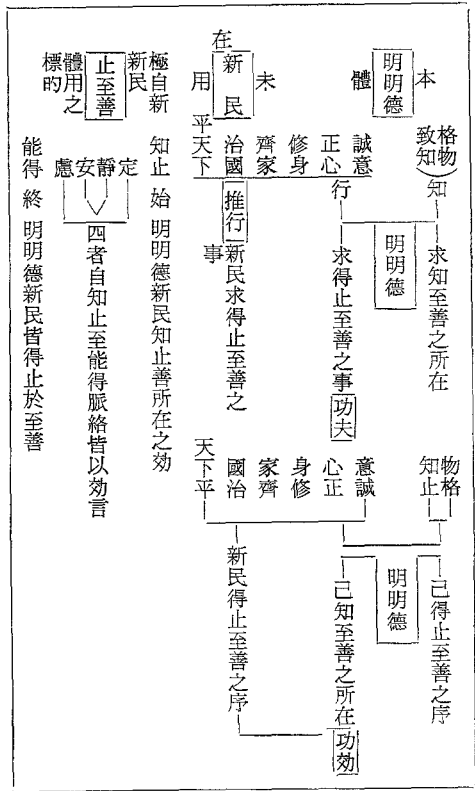 本
明明德
體
格物
致知
知
求知至善之所在
明明德
誠意
正心
修身
齊家
治國
平天下
行
求得止至善之事
功夫
推行
新民求得止至善之
事
物格
知止
己得止至善之序
明明德
意誠
心正
身修
家齊
國治
天下平
己知至善之所在
功効
新民得止至善之序
未
新民
在
用
極自新
新民
止至善
體用之
標的
知止 始 明明德新民知止善所在之効
定靜安慮
四者自知止至能得脈絡皆以効言
能得 終 明明德新民皆得止於至善